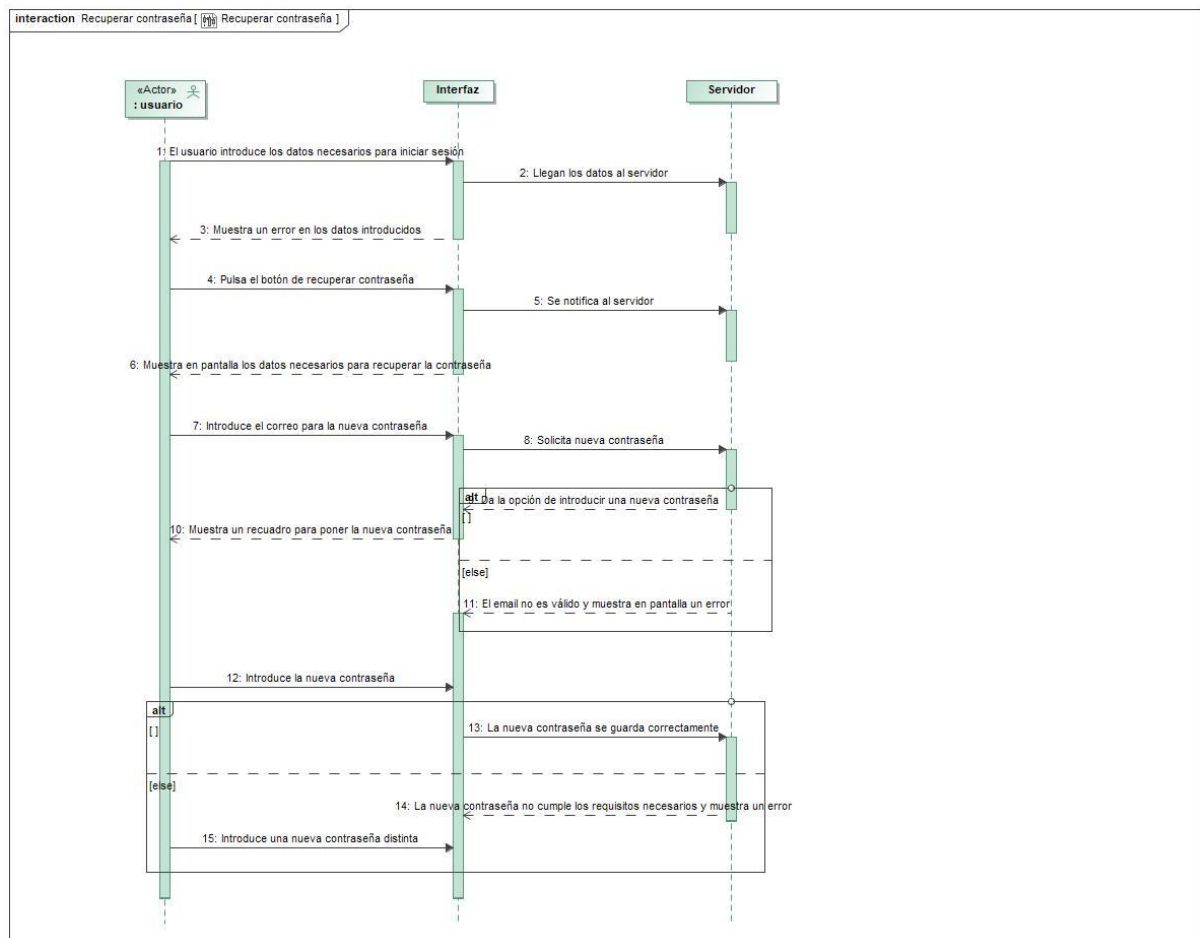 interaction Recuperar contraseña [ Recuperar contraseña ]
«Actor»
: usuario
Interfaz
Servidor
1: El usuario introduce los datos necesarios para iniciar sesión
2: Llegan los datos al servidor
3: Muestra un error en los datos introducidos
4: Pulsa el botón de recuperar contraseña
5: Se notifica al servidor
6: Muestra en pantalla los datos necesarios para recuperar la contraseña
7: Introduce el correo para la nueva contraseña
8: Solicita nueva contraseña
alt
Da la opción de introducir una nueva contraseña
[ ]
10: Muestra un recuadro para poner la nueva contraseña
[else]
11: El email no es válido y muestra en pantalla un error
12: Introduce la nueva contraseña
alt
[ ]
13: La nueva contraseña se guarda correctamente
[else]
14: La nueva contraseña no cumple los requisitos necesarios y muestra un error
15: Introduce una nueva contraseña distinta